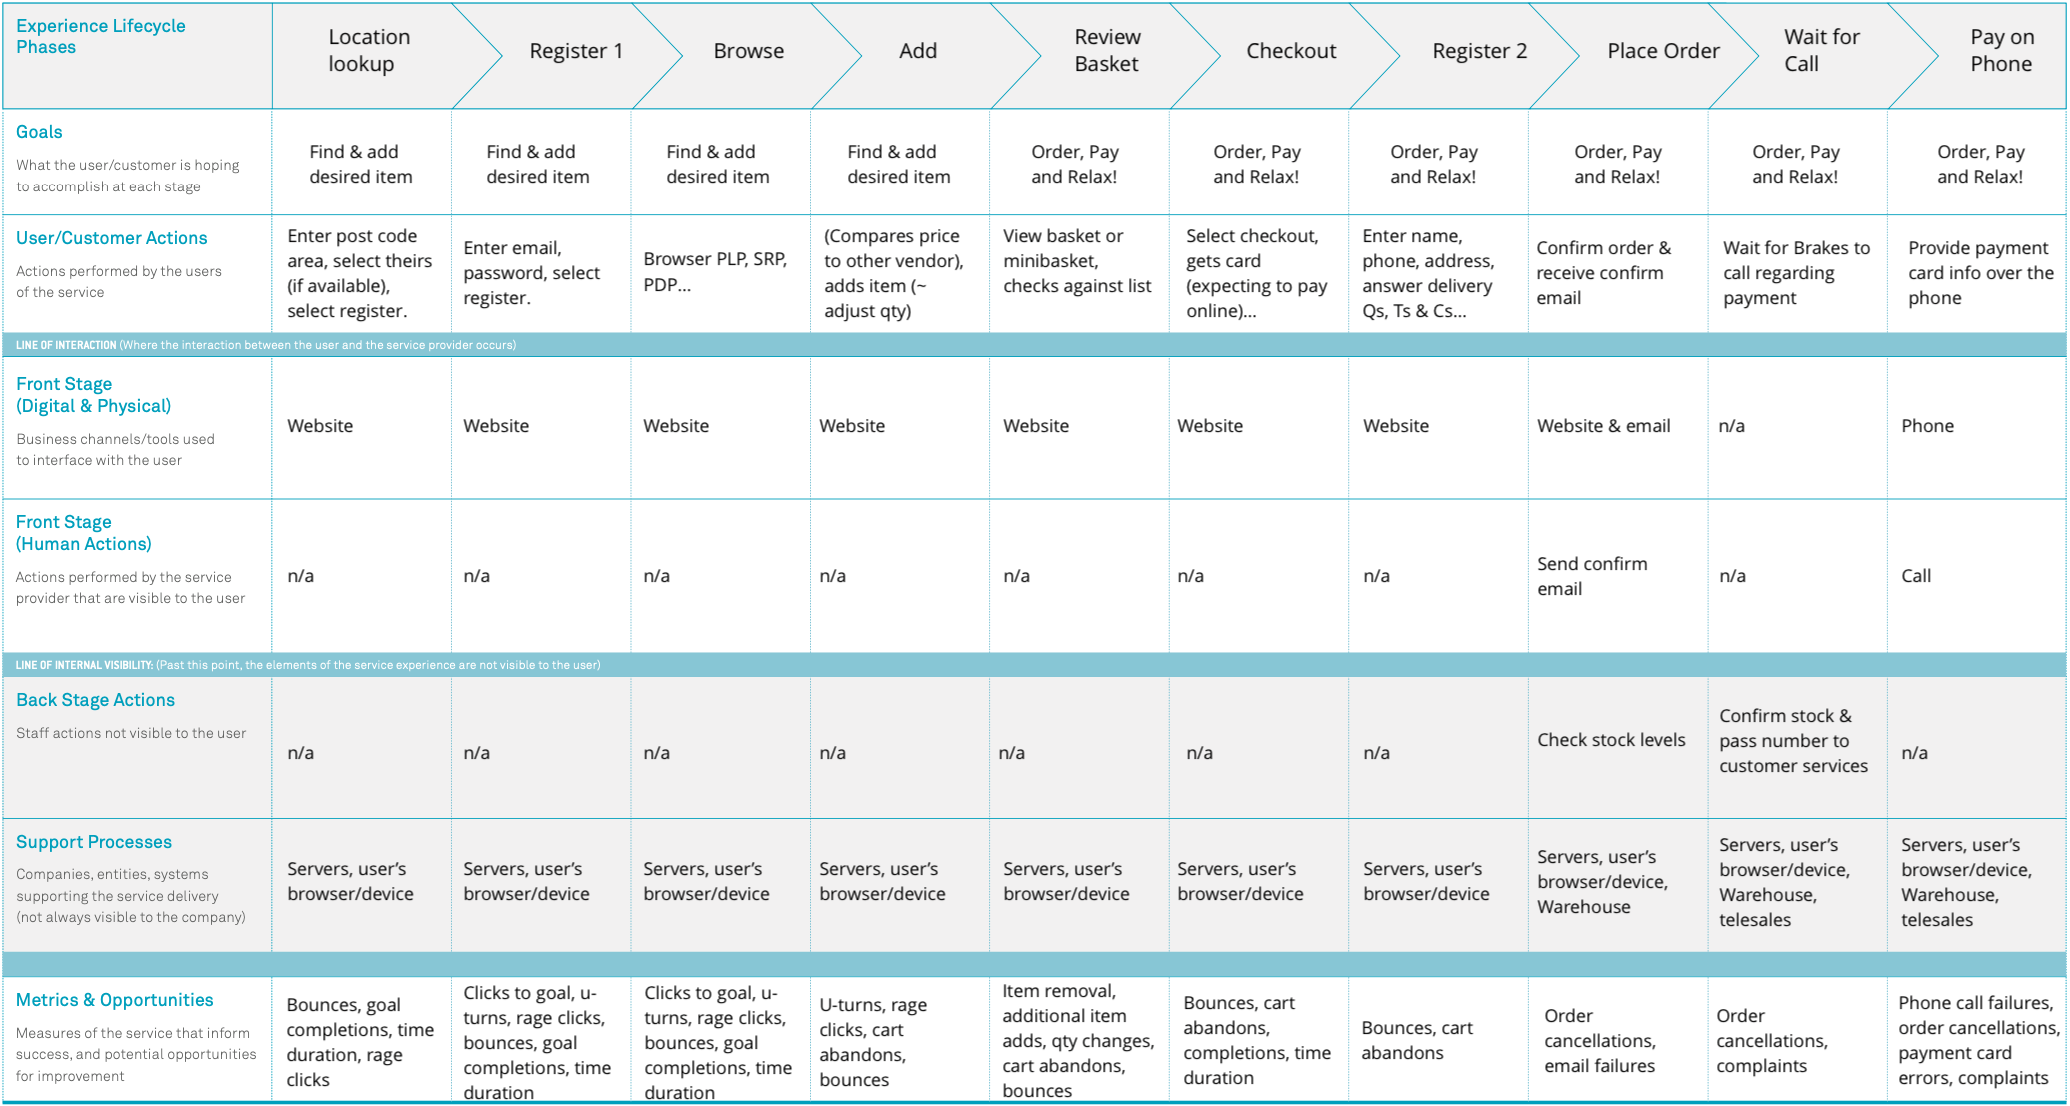 Experience Lifecycle
Phases
Location
lookup
Register 1
Browse
Add
Review
Basket
Checkout
Register 2
Place Order
Wait for
Call
Pay on
Phone
Goals
What the user/customer is hoping
to accomplish at each stage
Find & add
desired item
Find & add
desired item
Find & add
desired item
Find & add
desired item
Order, Pay
and Relax!
Order, Pay
and Relax!
Order, Pay
and Relax!
Order, Pay
and Relax!
Order, Pay
and Relax!
Order, Pay
and Relax!
User/Customer Actions
Actions performed by the users
of the service
Enter post code
area, select theirs
(if available),
select register.
Enter email,
password, select
register.
Browser PLP, SRP,
PDP...
(Compares price
to other vendor),
adds item (~
adjust qty)
View basket or
minibasket,
checks against list
Select checkout,
gets card
(expecting to pay
online)...
Enter name,
phone, address,
answer delivery
Qs, Ts & Cs...
Confirm order &
receive confirm
email
Wait for Brakes to
call regarding
payment
Provide payment
card info over the
phone
LINE OF INTERACTION (Where the interaction between the user and the service provider occurs)
Front Stage
(Digital & Physical)
Business channels/tools used
to interface with the user
Website
Website
Website
Website
Website
Website
Website
Website & email
n/a
Phone
Front Stage
(Human Actions)
Actions performed by the service
provider that are visible to the user
n/a
n/a
n/a
n/a
n/a
n/a
n/a
Send confirm
email
n/a
Call
LINE OF INTERNAL VISIBILITY: (Past this point, the elements of the service experience are not visible to the user)
Back Stage Actions
Staff actions not visible to the user
n/a
n/a
n/a
n/a
n/a
n/a
n/a
Check stock levels
Confirm stock &
pass number to
customer services
n/a
Support Processes
Companies, entities, systems
supporting the service delivery
(not always visible to the company)
Servers, user's
browser/device
Servers, user's
browser/device
Servers, user's
browser/device
Servers, user's
browser/device
Servers, user's
browser/device
Servers, user's
browser/device
Servers, user's
browser/device
Servers, user's
browser/device,
Warehouse
Servers, user's
browser/device,
Warehouse,
telesales
Servers, user's
browser/device,
Warehouse,
telesales
Metrics & Opportunities
Measures of the service that inform
success, and potential opportunities
for improvement
Bounces, goal
completions, time
duration, rage
clicks
Clicks to goal, u-
turns, rage clicks,
bounces, goal
completions, time
duration
Clicks to goal, u-
turns, rage clicks,
bounces, goal
completions, time
duration
U-turns, rage
clicks, cart
abandons,
bounces
Item removal,
additional item
adds, qty changes,
cart abandons,
bounces
Bounces, cart
abandons,
completions, time
duration
Bounces, cart
abandons
Order
cancellations,
email failures
Order
cancellations,
complaints
Phone call failures,
order cancellations,
payment card
errors, complaints